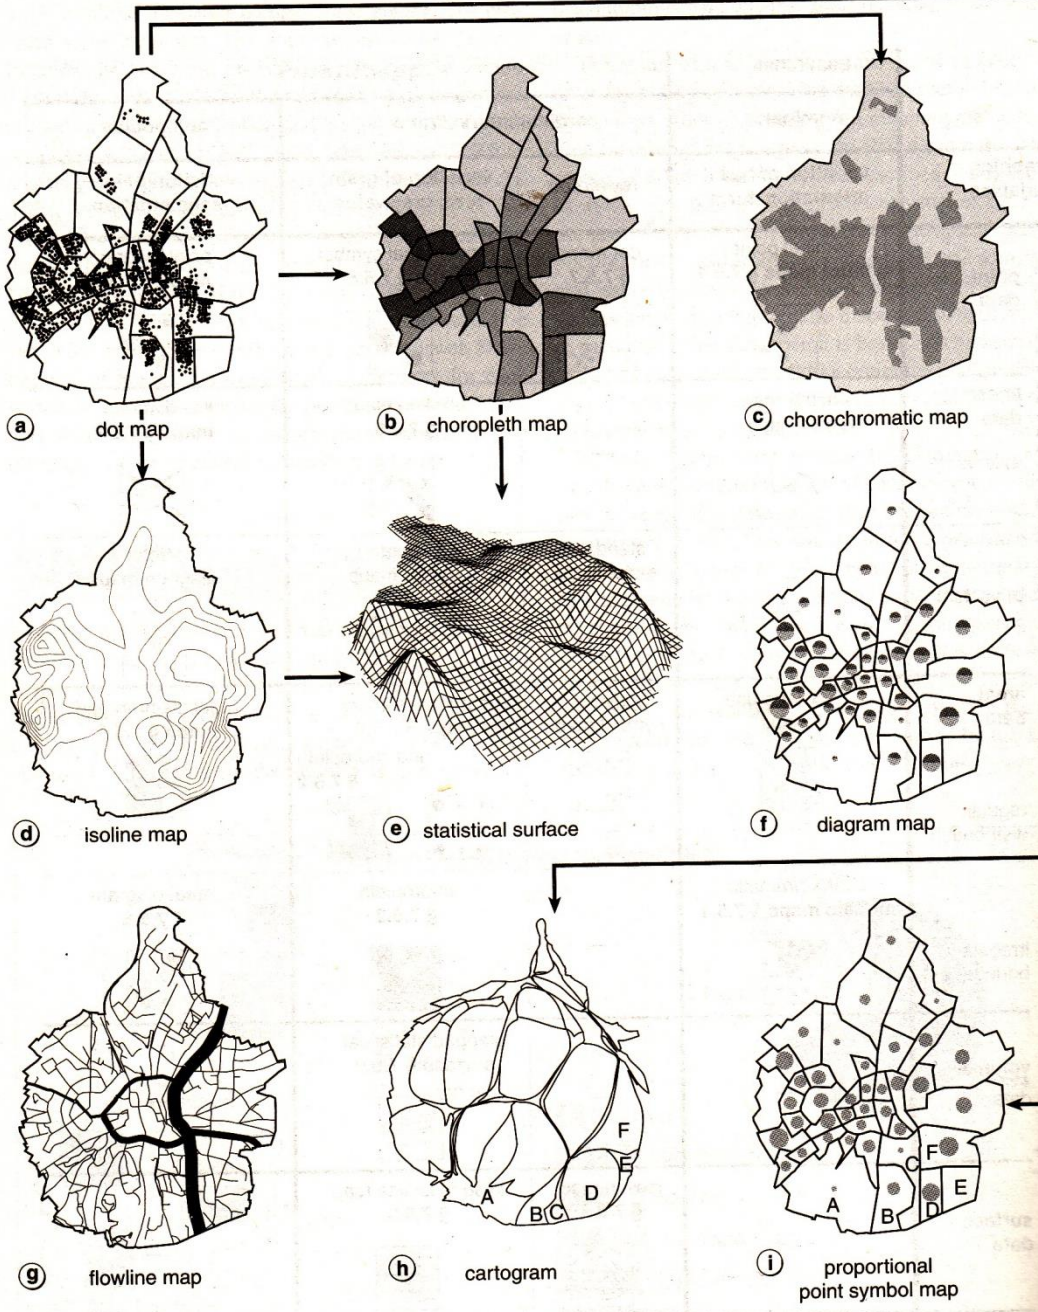 a dot map
b choropleth map
c chorochromatic map
d isoline map
e statistical surface
f diagram map
F
E
A
D
B C
C F
E
A
B
D
g flowline map
h cartogram
i proportional
point symbol map